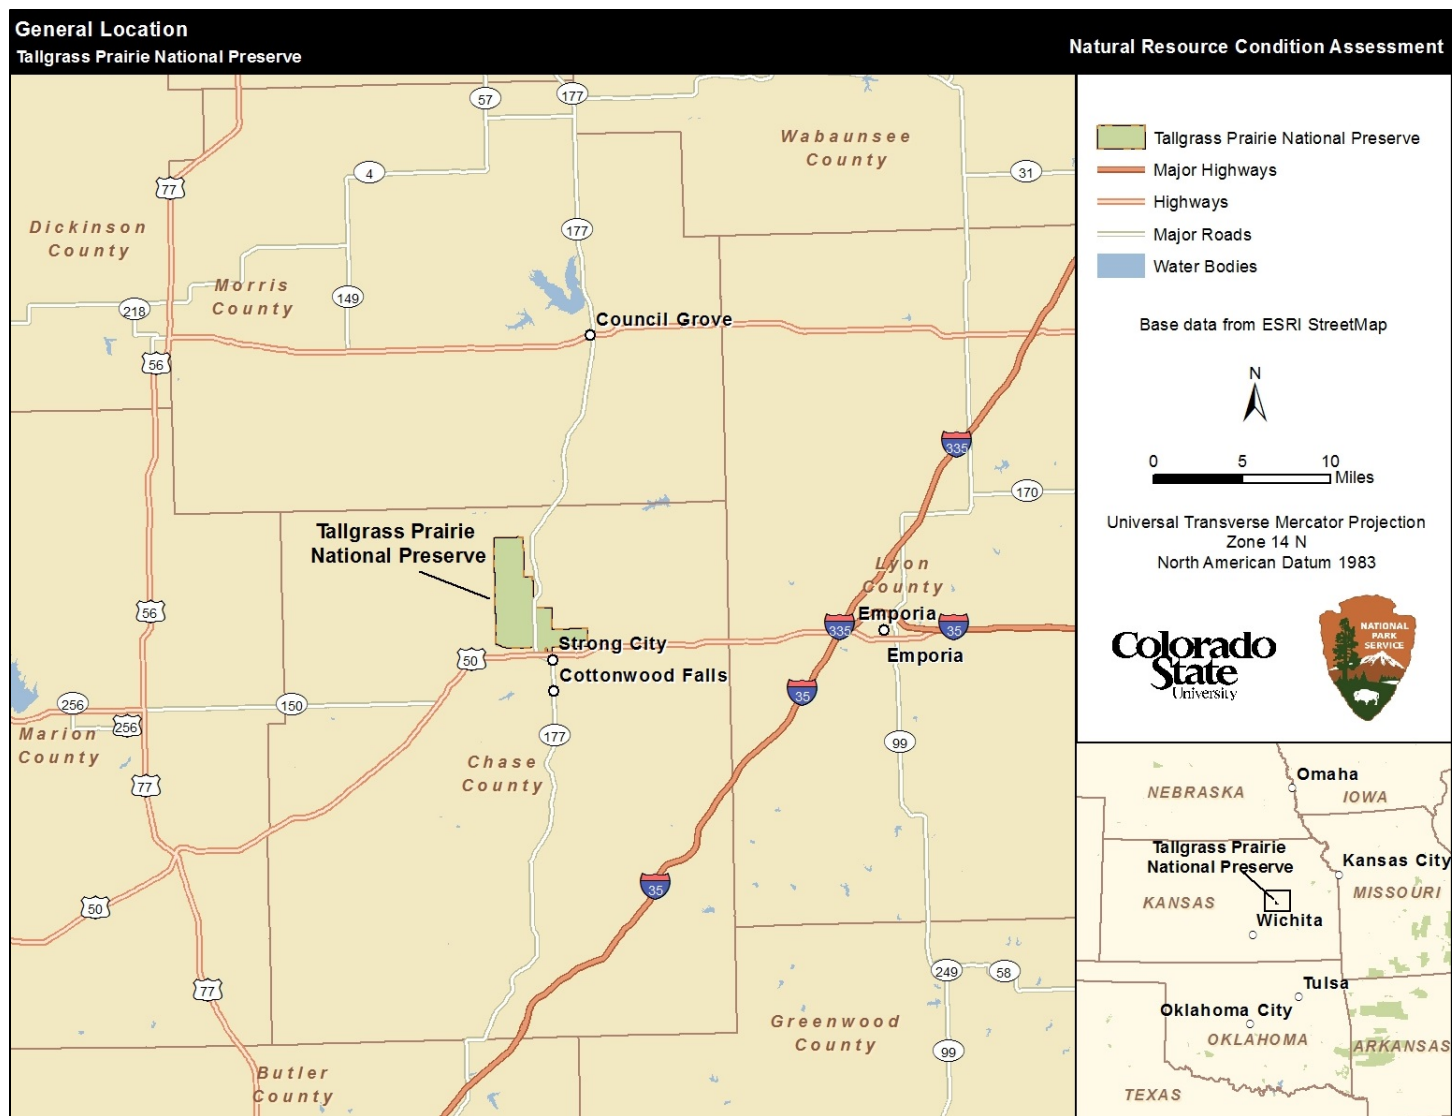 General Location
Tallgrass Prairie National Preserve
Natural Resource Condition Assessment
57
177
Wabaunsee
County
4
31
77
Dickinson
County
177
Morris
County
149
218
Council Grove
56
335
170
Tallgrass Prairie
National Preserve
Lyon
County
56
Emporia
335
35
Strong City
Emporia
50
Cottonwood Falls
35
256
150
256
Marion
County
177
99
Chase
County
77
35
50
249
58
77
Greenwood
County
99
Butler
County
Tallgrass Prairie National Preserve
Major Highways
Highways
Major Roads
Water Bodies
Base data from ESRI StreetMap
N
0 5 10
Miles
Universal Transverse Mercator Projection
Zone 14 N
North American Datum 1983
Colorado
State
University
NATIONAL
PARK
SERVICE
Omaha
NEBRASKA
IOWA
Tallgrass Prairie
National Preserve
Kansas City
KANSAS
MISSOURI
Wichita
Tulsa
Oklahoma City
OKLAHOMA
ARKANSAS
TEXAS